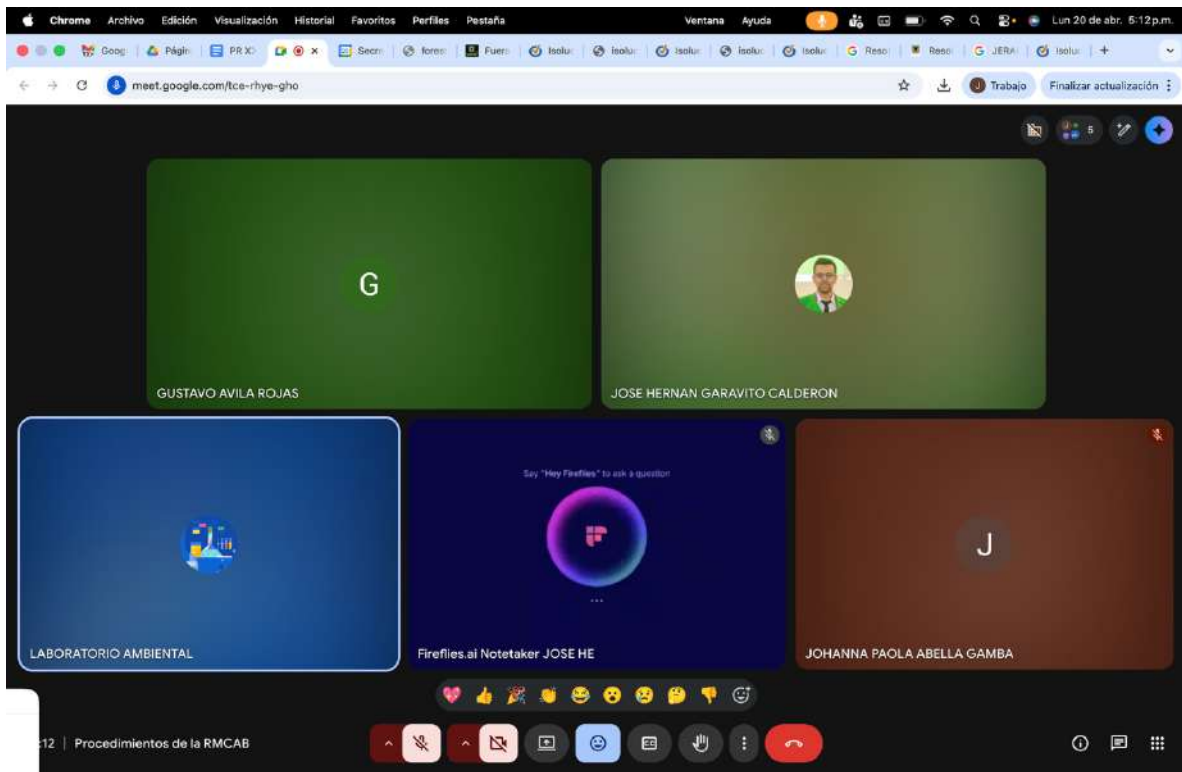 Chrome Archivo Edición Visualización Historial Favoritos Perfiles Pestaña Ventana Ayuda Lun 20 de abr. 5:12 p.m.
Goog Págin PR X Secre fores Fuer Isoluc isoluc Isoluc isoluc Isoluc Reso Reso JERA Isoluc
meet.google.com/tce-rhye-gho Trabajo Finalizar actualización
5
G
GUSTAVO AVILA ROJAS JOSE HERNAN GARAVITO CALDERON
Say "Hey Fireflies" to ask a question
J
LABORATORIO AMBIENTAL Fireflies.ai Notetaker JOSE HE JOHANNA PAOLA ABELLA GAMBA
:12 | Procedimientos de la RMCAB